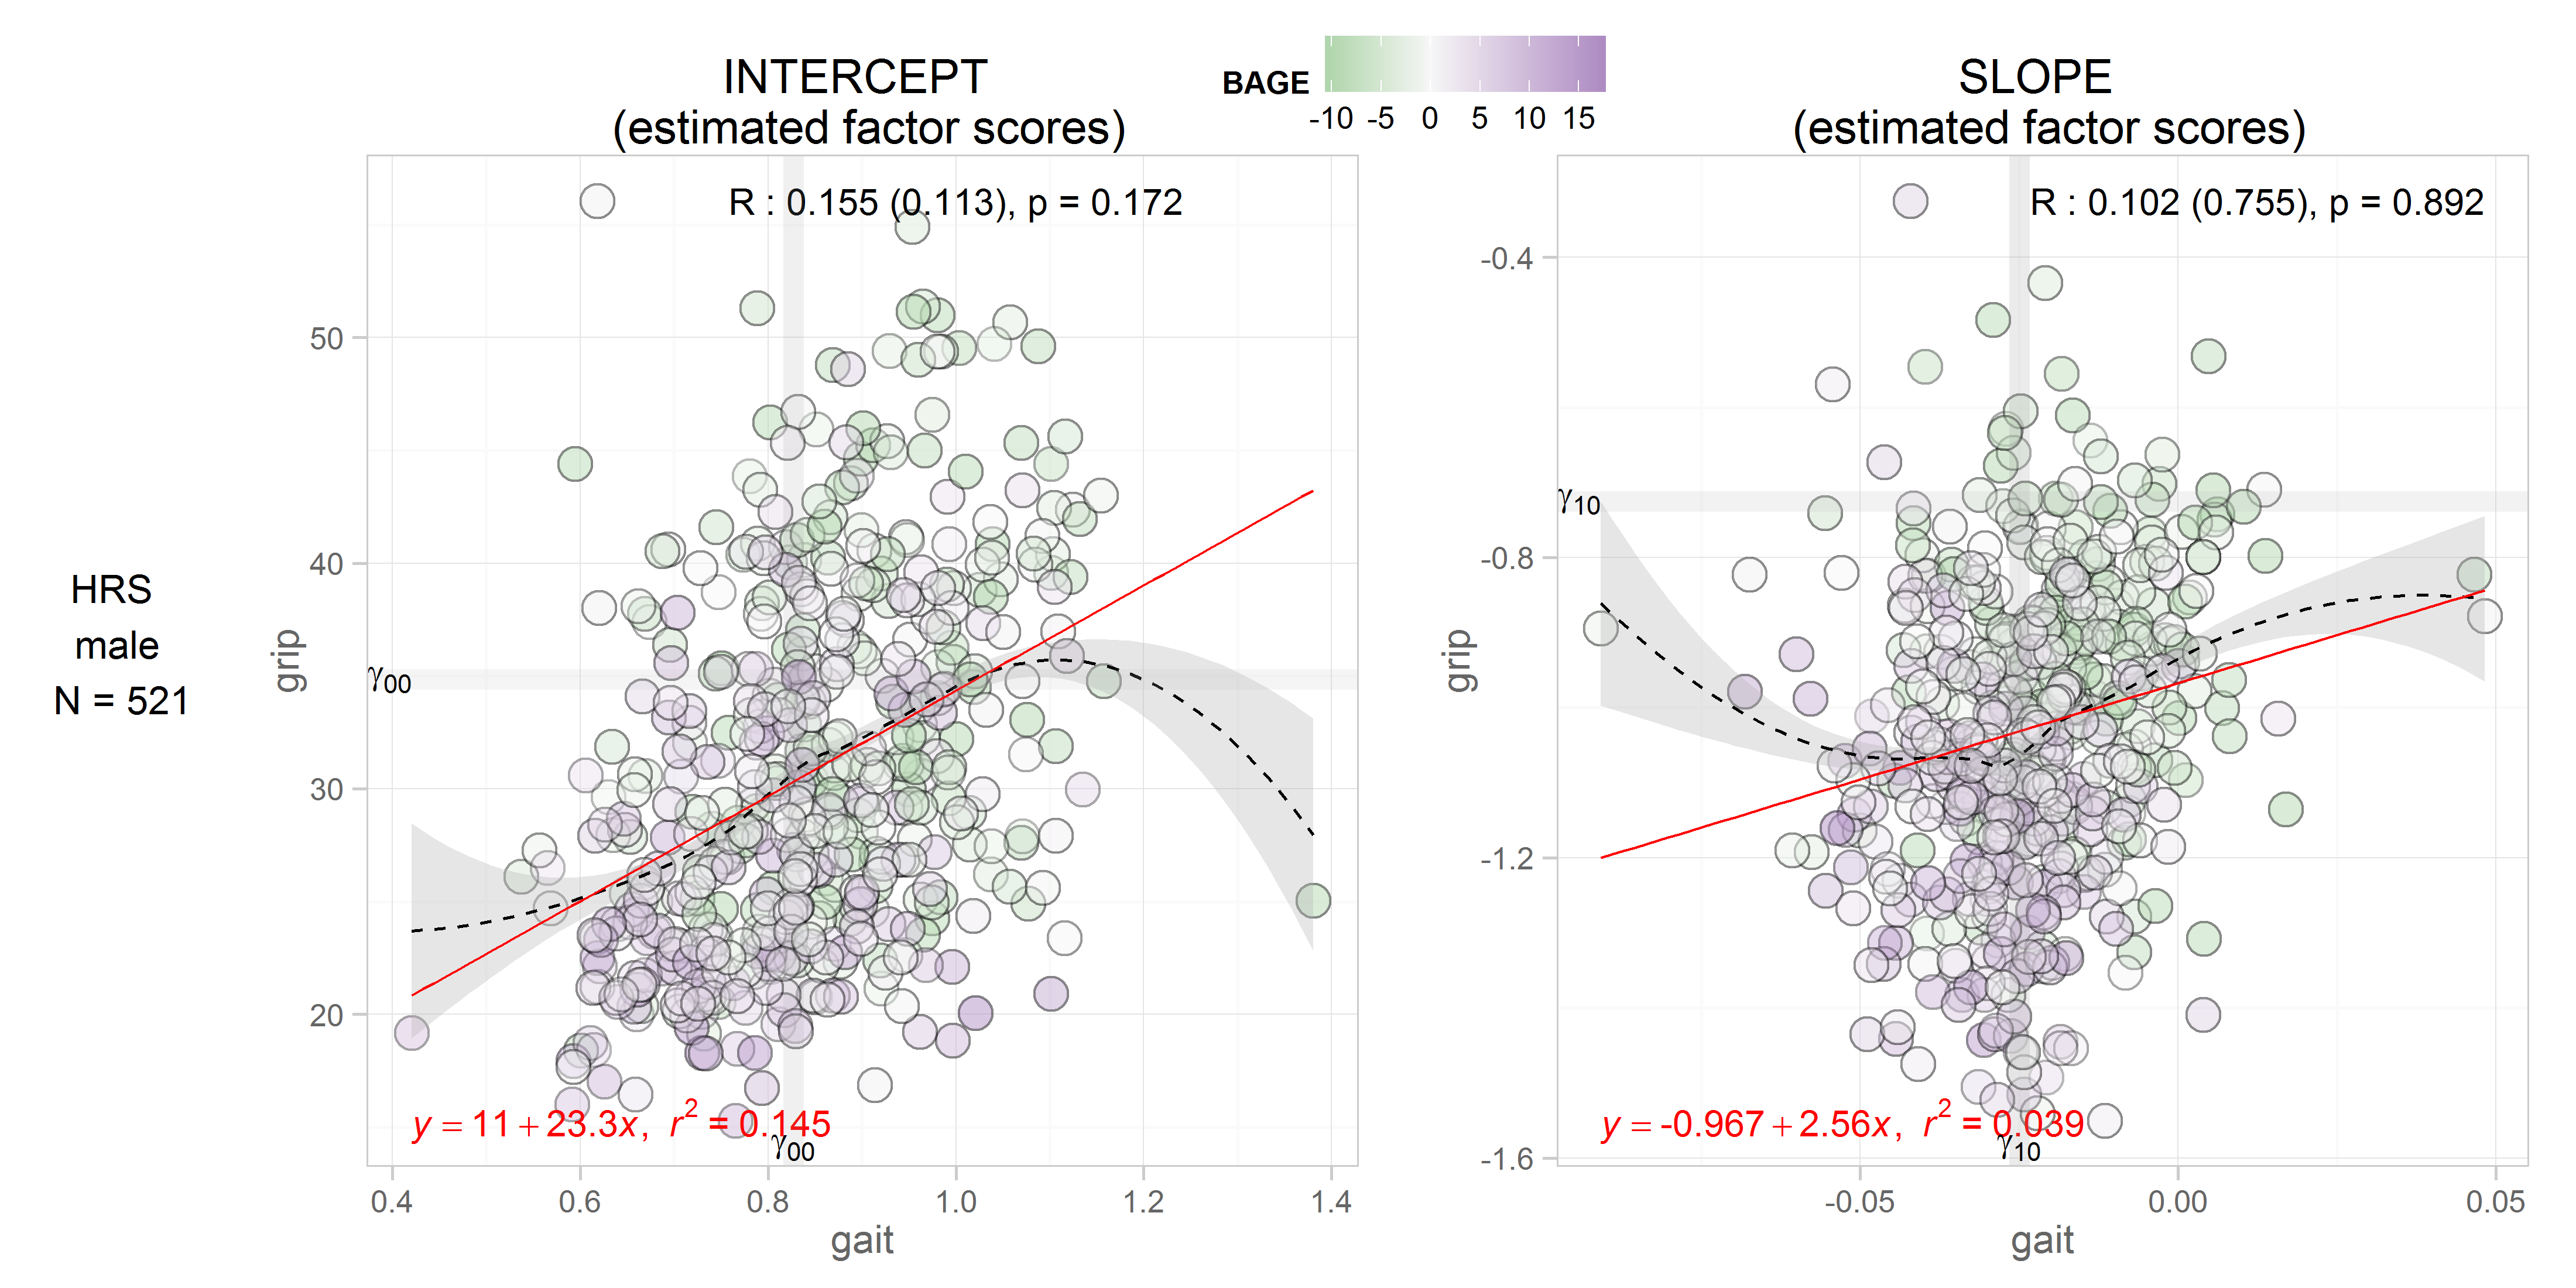 INTERCEPT
(estimated factor scores)
BAGE
-10 -5 0 5 10 15
SLOPE
(estimated factor scores)
HRS
male
N = 521
R : 0.155 (0.113), p = 0.172
50
40
30
20
grip
γ00
γ00
y = 11 + 23.3x, r² = 0.145
0.4 0.6 0.8 1.0 1.2 1.4
gait
R : 0.102 (0.755), p = 0.892
-0.4
-0.8
-1.2
-1.6
grip
γ10
γ10
y = -0.967 + 2.56x, r² = 0.039
-0.05 0.00 0.05
gait